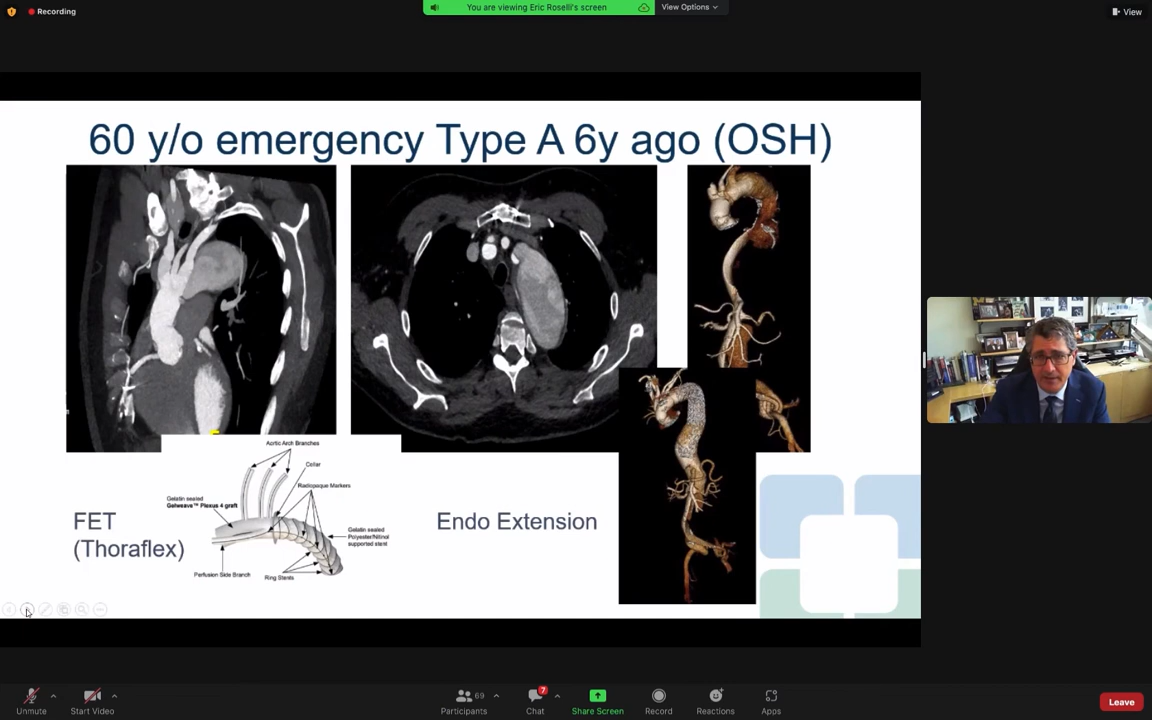 Recording
You are viewing Eric Roselli's screen
View Options
View
60 y/o emergency Type A 6y ago (OSH)
Aortic Arch Branches
Collar
Radiopaque Markers
Gelatin sealed
Gelweave™ Plexus 4 graft
Gelatin sealed
Polyester/Nitinol
supported stent
Perfusion Side Branch
Ring Stents
FET
(Thoraflex)
Endo Extension
Unmute
Start Video
69
Participants
7
Chat
Share Screen
Record
Reactions
Apps
Leave